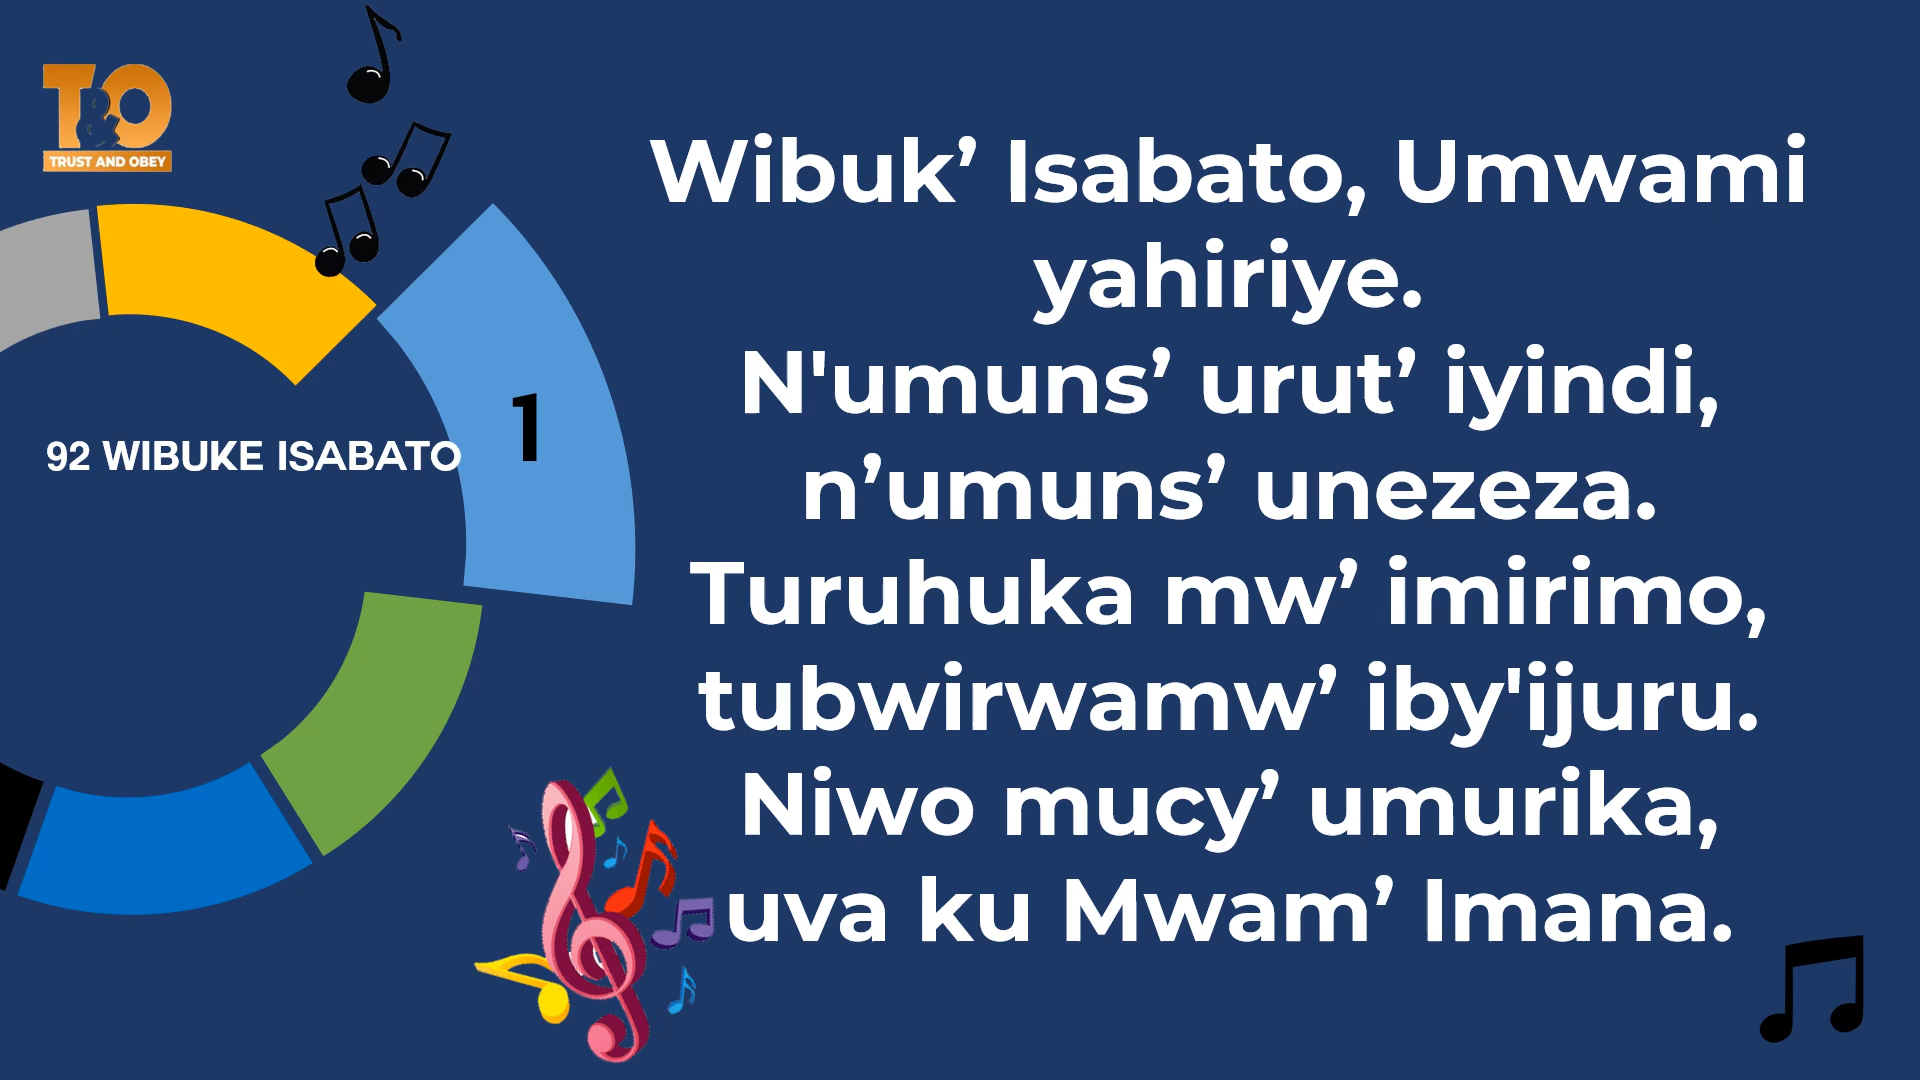 T&O
TRUST AND OBEY
92 WIBUKE ISABATO
1
Wibuk’ Isabato, Umwami
yahiriye.
N'umuns’ urut’ iyindi,
n’umuns’ unezeza.
Turuhuka mw’ imirimo,
tubwirwamw’ iby'ijuru.
Niwo mucy’ umurika,
uva ku Mwam’ Imana.